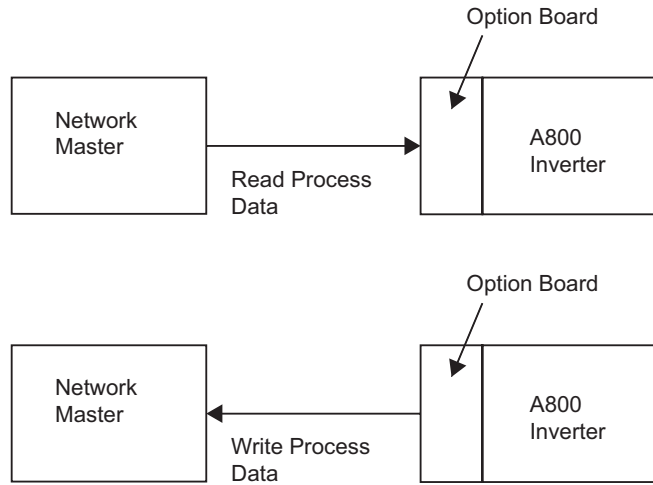 Option Board
Network
Master
A800
Inverter
Read Process
Data
Option Board
Network
Master
A800
Inverter
Write Process
Data